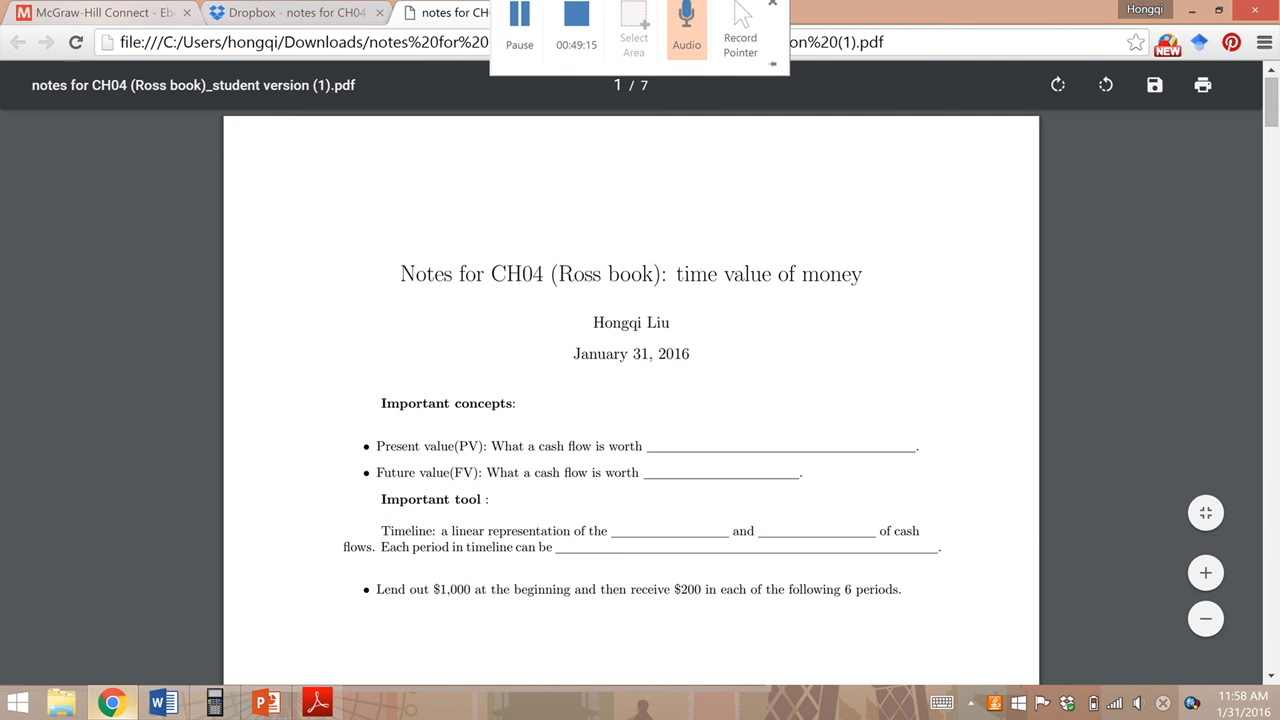 McGraw-Hill Connect - Eb
Dropbox - notes for CH04
notes for CH
Hongqi
file:///C:/Users/hongqi/Downloads/notes%20for%20
on%20(1).pdf
NEW
Pause
00:49:15
Select
Area
Audio
Record
Pointer
notes for CH04 (Ross book)_student version (1).pdf
1 / 7
Notes for CH04 (Ross book): time value of money
Hongqi Liu
January 31, 2016
Important concepts:
• Present value(PV): What a cash flow is worth ____________________.
• Future value(FV): What a cash flow is worth ____________.
Important tool :
Timeline: a linear representation of the _________ and _________ of cash
flows. Each period in timeline can be ______________________________.
• Lend out $1,000 at the beginning and then receive $200 in each of the following 6 periods.
11:58 AM
1/31/2016